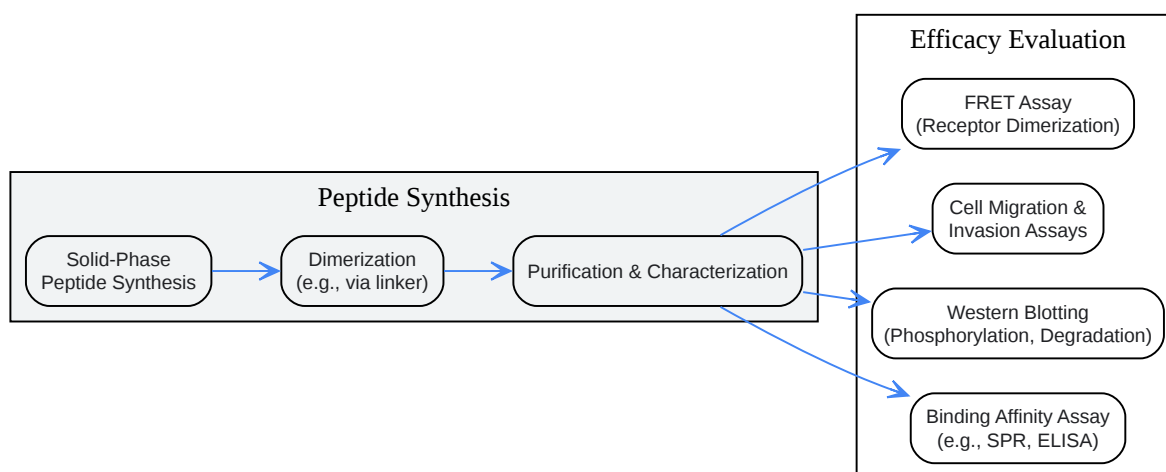 Peptide Synthesis
Solid-Phase
Peptide Synthesis
Dimerization
(e.g., via linker)
Purification & Characterization
Efficacy Evaluation
FRET Assay
(Receptor Dimerization)
Cell Migration &
Invasion Assays
Western Blotting
(Phosphorylation, Degradation)
Binding Affinity Assay
(e.g., SPR, ELISA)